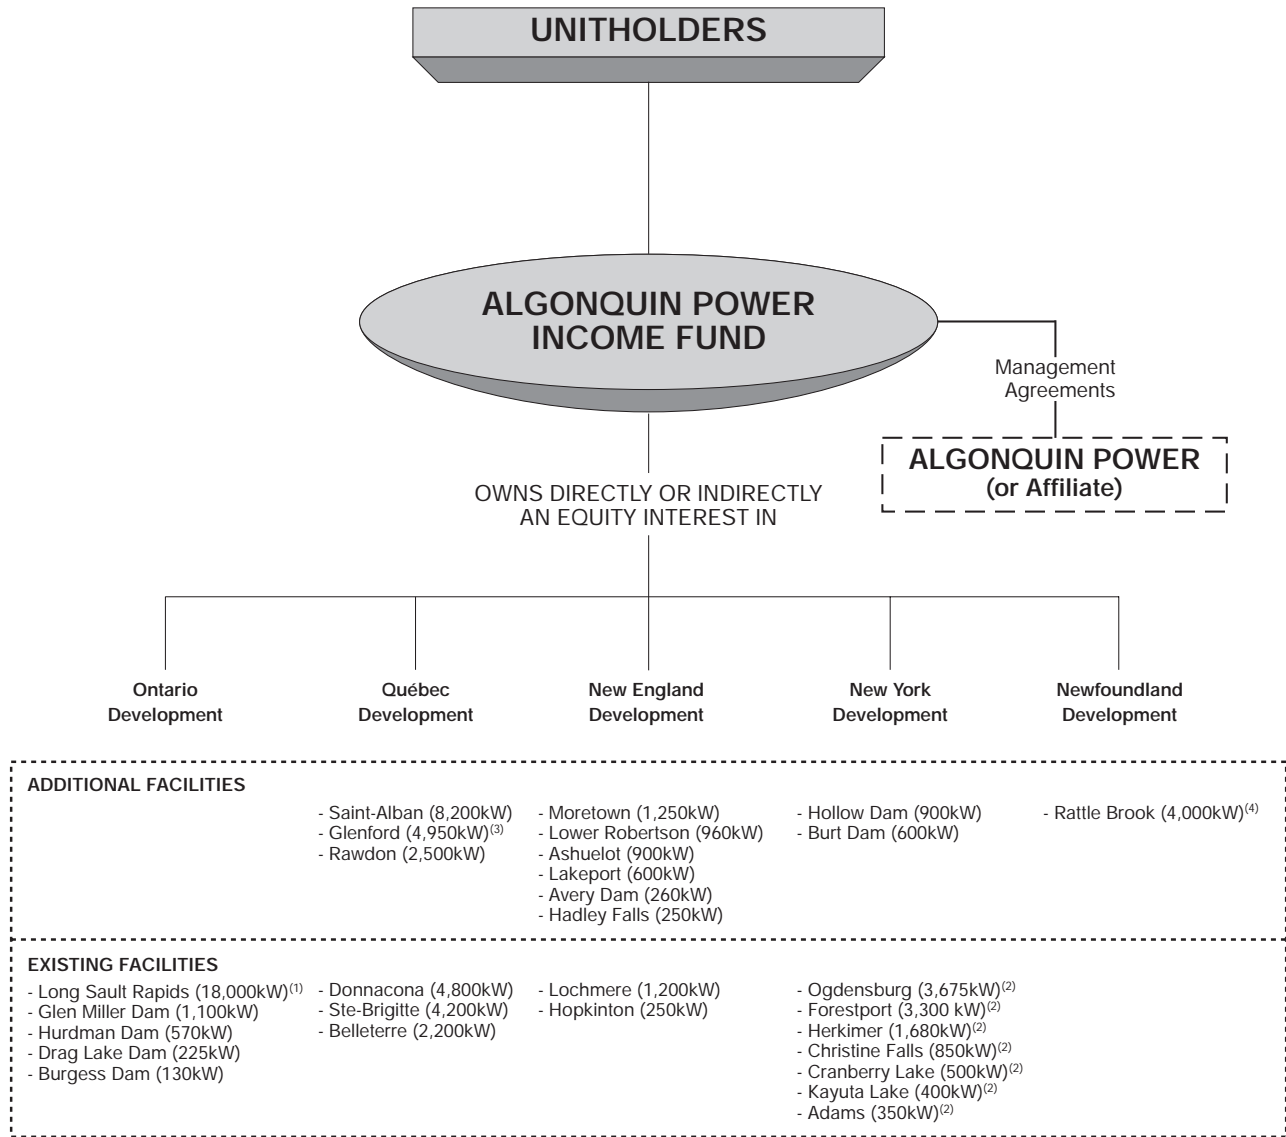 UNITHOLDERS
ALGONQUIN POWER
INCOME FUND
Management
Agreements
ALGONQUIN POWER
(or Affiliate)
OWNS DIRECTLY OR INDIRECTLY
AN EQUITY INTEREST IN
Ontario
Development
Québec
Development
New England
Development
New York
Development
Newfoundland
Development
ADDITIONAL FACILITIES
- Saint-Alban (8,200kW)
- Glenford (4,950kW)(3)
- Rawdon (2,500kW)
- Moretown (1,250kW)
- Lower Robertson (960kW)
- Ashuelot (900kW)
- Lakeport (600kW)
- Avery Dam (260kW)
- Hadley Falls (250kW)
- Hollow Dam (900kW)
- Burt Dam (600kW)
- Rattle Brook (4,000kW)(4)
EXISTING FACILITIES
- Long Sault Rapids (18,000kW)(1)
- Glen Miller Dam (1,100kW)
- Hurdman Dam (570kW)
- Drag Lake Dam (225kW)
- Burgess Dam (130kW)
- Donnacona (4,800kW)
- Ste-Brigitte (4,200kW)
- Belleterre (2,200kW)
- Lochmere (1,200kW)
- Hopkinton (250kW)
- Ogdensburg (3,675kW)(2)
- Forestport (3,300 kW)(2)
- Herkimer (1,680kW)(2)
- Christine Falls (850kW)(2)
- Cranberry Lake (500kW)(2)
- Kayuta Lake (400kW)(2)
- Adams (350kW)(2)